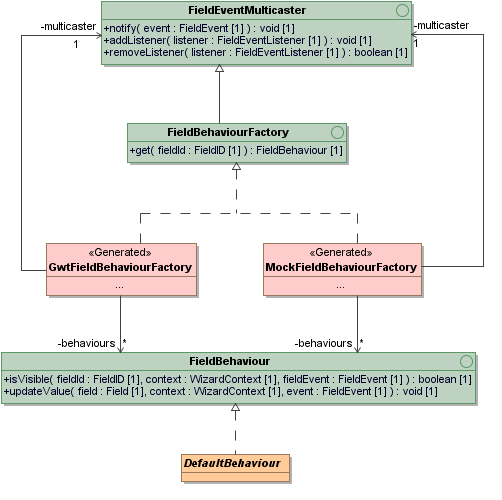 FieldEventMulticaster
-multicaster
-multicaster
+notify( event : FieldEvent [1] ) : void [1]
+addListener( listener : FieldEventListener [1] ) : void [1]
+removeListener( listener : FieldEventListener [1] ) : boolean [1]
1
1
FieldBehaviourFactory
+get( fieldId : FieldID [1] ) : FieldBehaviour [1]
«Generated»
GwtFieldBehaviourFactory
...
«Generated»
MockFieldBehaviourFactory
...
-behaviours *
-behaviours *
FieldBehaviour
+isVisible( fieldId : FieldID [1], context : WizardContext [1], fieldEvent : FieldEvent [1] ) : boolean [1]
+updateValue( field : Field [1], context : WizardContext [1], event : FieldEvent [1] ) : void [1]
DefaultBehaviour